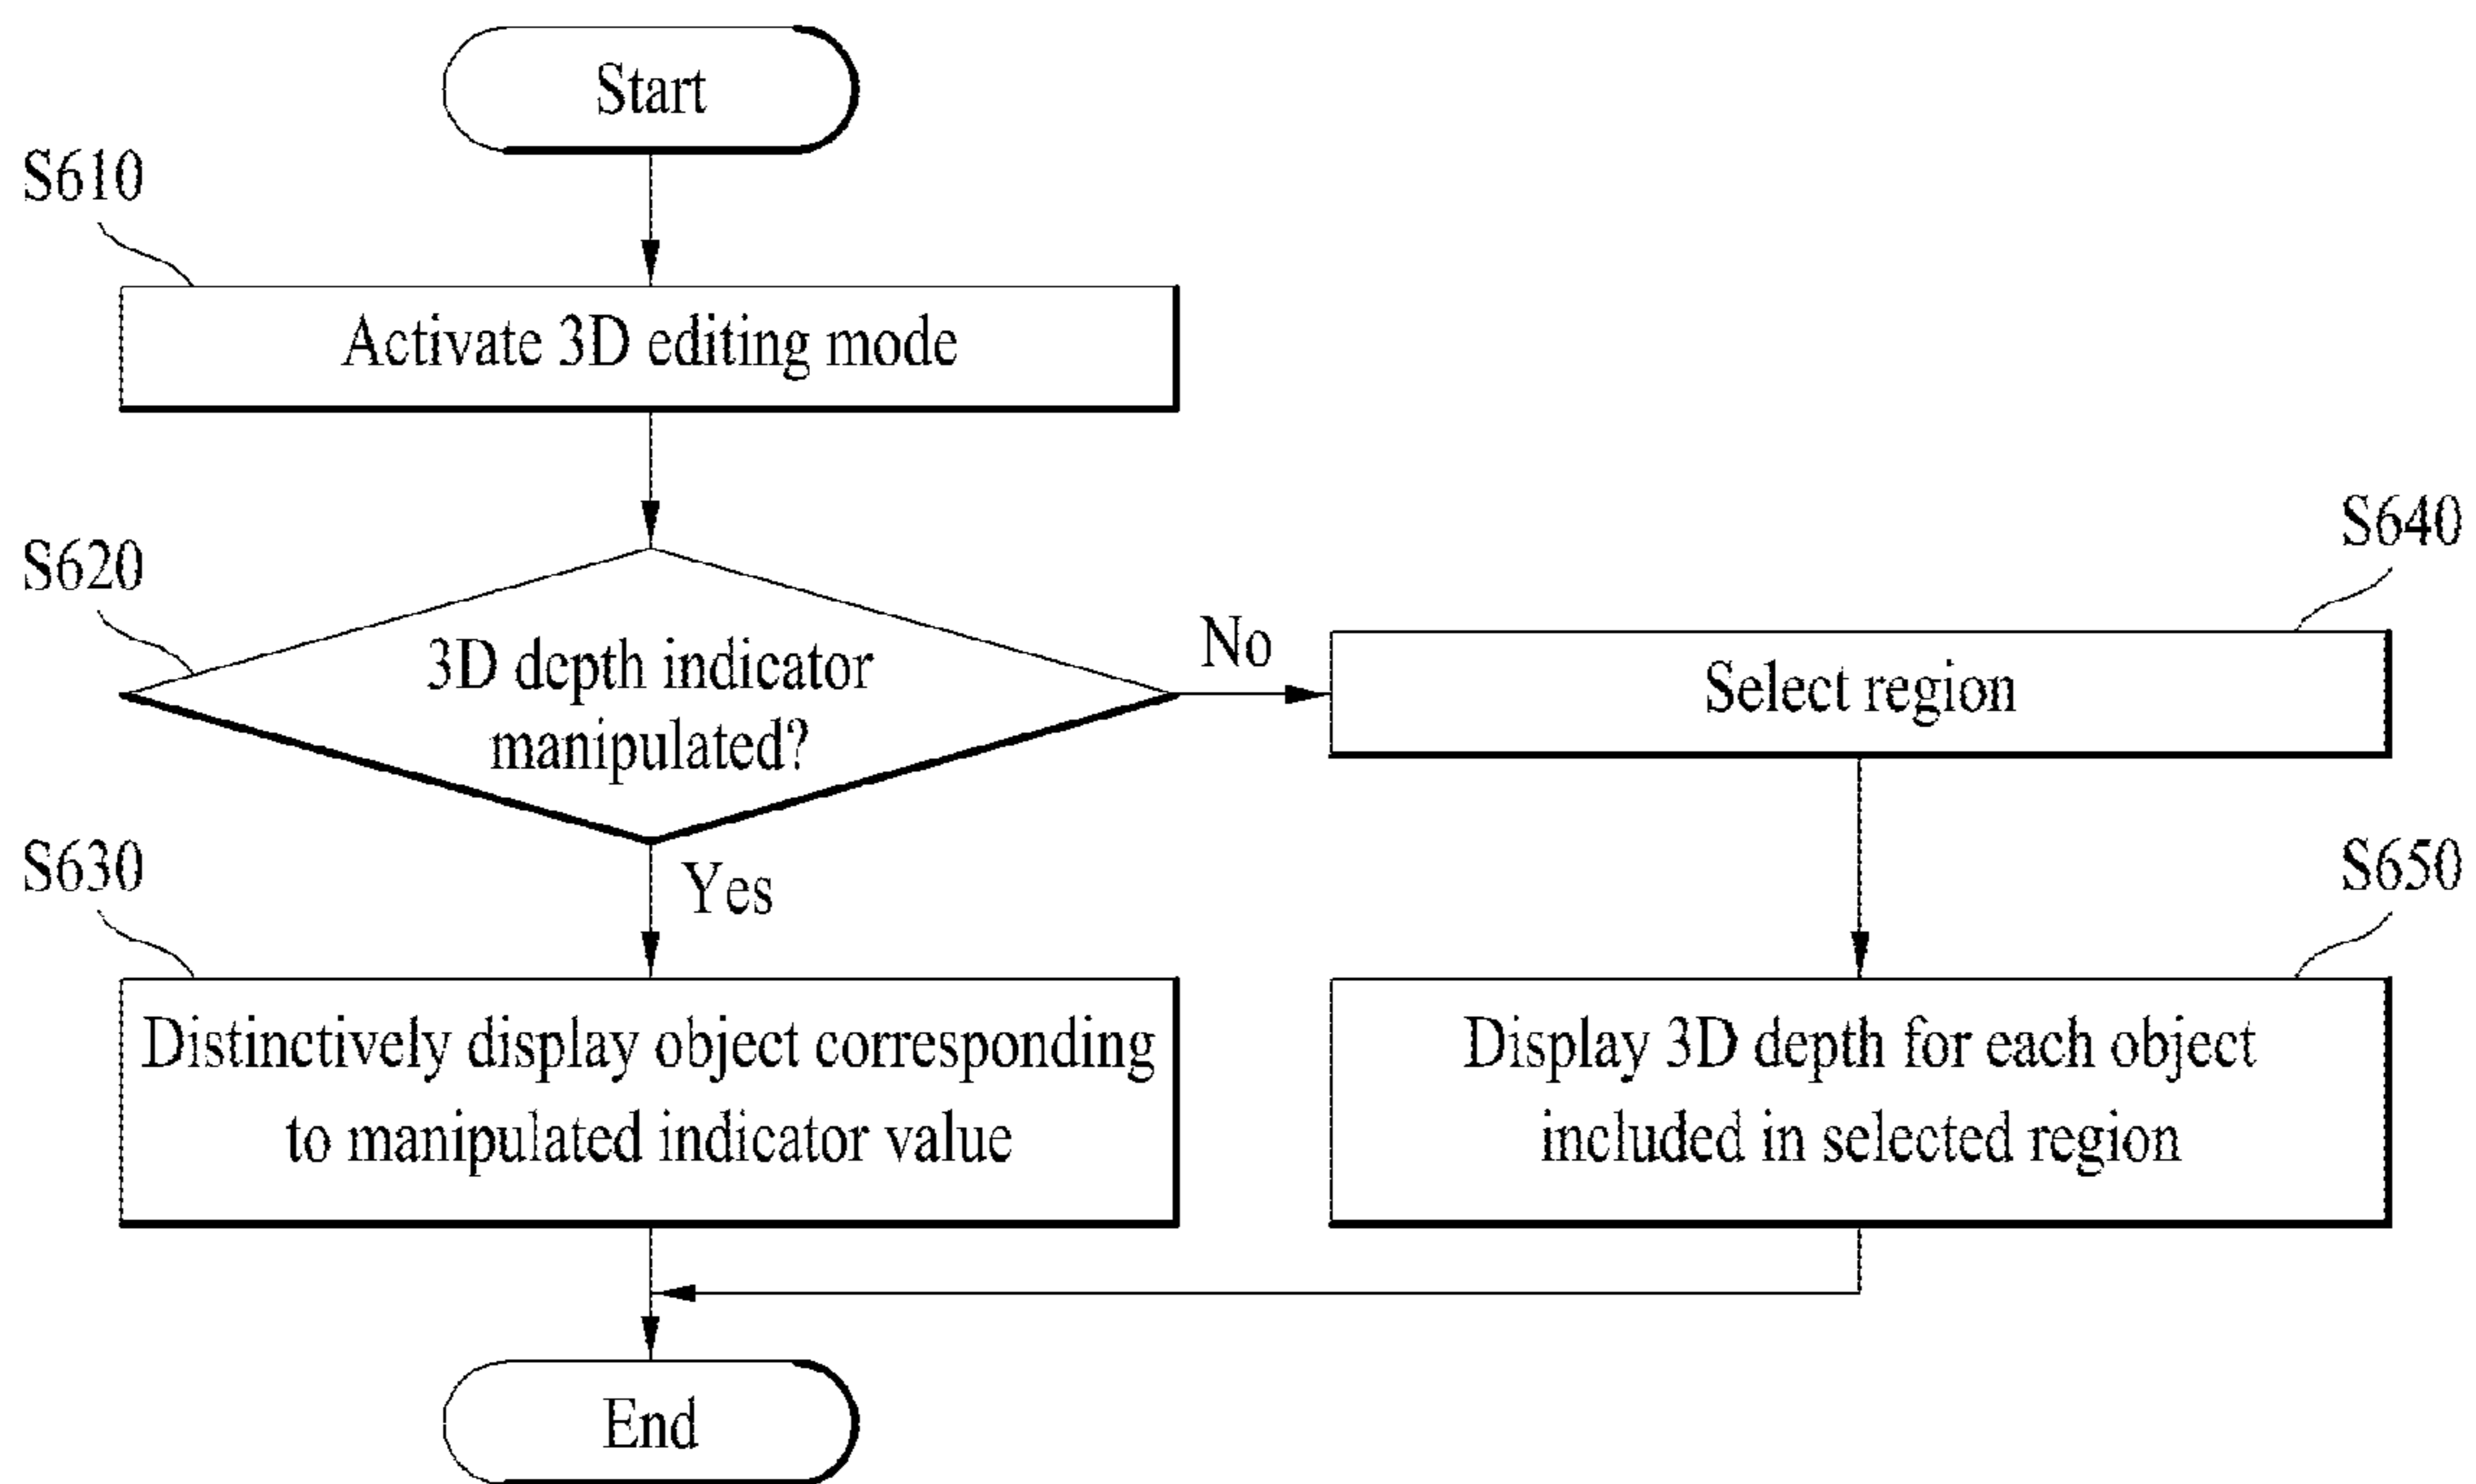 Start
S610
Activate 3D editing mode
S620
3D depth indicator
manipulated?
No
S640
Select region
Yes
S630
Distinctively display object corresponding
to manipulated indicator value
S650
Display 3D depth for each object
included in selected region
End